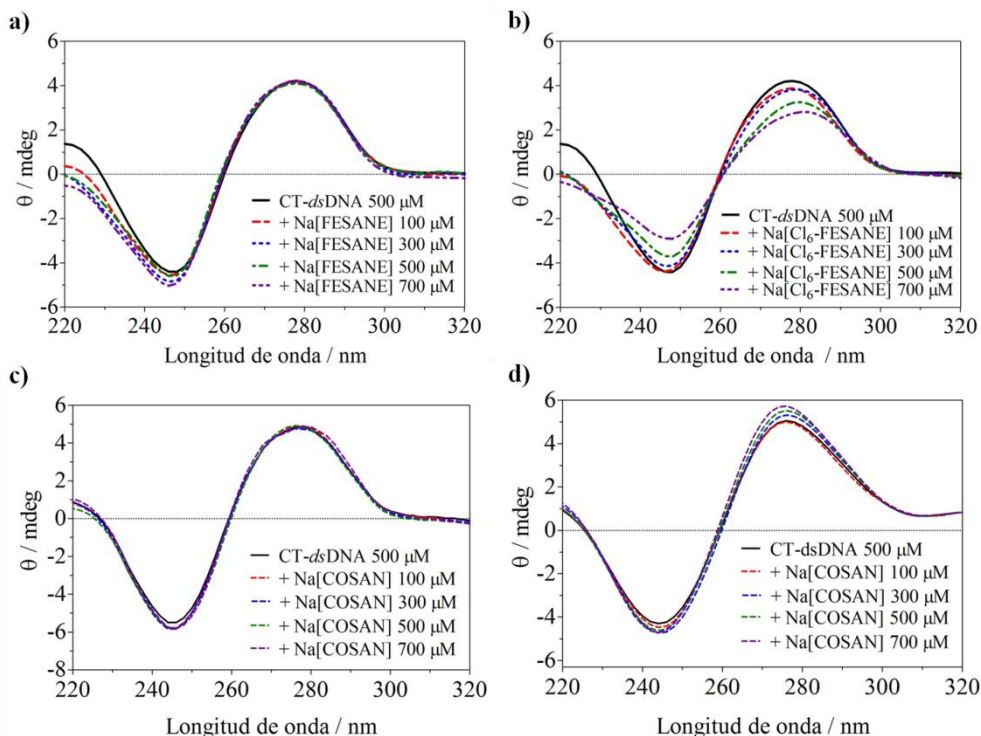 a)
θ / mdeg
6
4
2
0
-2
-4
-6
220 240 260 280 300 320
Longitud de onda / nm
CT-dsDNA 500 μM
+ Na[FESANE] 100 μM
+ Na[FESANE] 300 μM
+ Na[FESANE] 500 μM
+ Na[FESANE] 700 μM
b)
θ / mdeg
6
4
2
0
-2
-4
-6
220 240 260 280 300 320
Longitud de onda / nm
CT-dsDNA 500 μM
+ Na[Cl₆-FESANE] 100 μM
+ Na[Cl₆-FESANE] 300 μM
+ Na[Cl₆-FESANE] 500 μM
+ Na[Cl₆-FESANE] 700 μM
c)
θ / mdeg
6
4
2
0
-2
-4
-6
-8
220 240 260 280 300 320
Longitud de onda / nm
CT-dsDNA 500 μM
+ Na[COSAN] 100 μM
+ Na[COSAN] 300 μM
+ Na[COSAN] 500 μM
+ Na[COSAN] 700 μM
d)
θ / mdeg
6
4
2
0
-2
-4
-6
220 240 260 280 300 320
Longitud de onda / nm
CT-dsDNA 500 μM
+ Na[COSAN] 100 μM
+ Na[COSAN] 300 μM
+ Na[COSAN] 500 μM
+ Na[COSAN] 700 μM